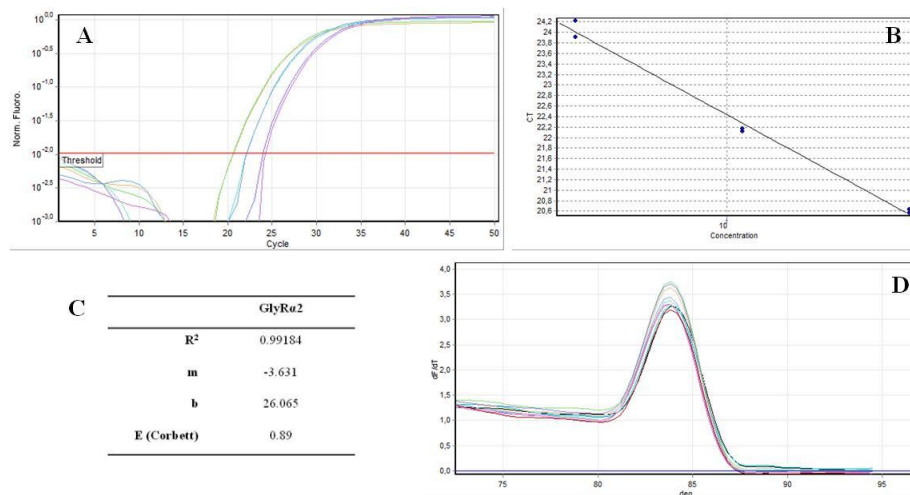 A
Norm. Fluoro.
10^0.0
10^-0.5
10^-1.0
10^-1.5
10^-2.0
10^-2.5
10^-3.0
Threshold
5 10 15 20 25 30 35 40 45 50
Cycle
B
CT
24,2
24
23,8
23,6
23,4
23,2
23
22,8
22,6
22,4
22,2
22
21,8
21,6
21,4
21,2
21
20,8
20,6
10
Concentration
C
GlyRα2
R² 0.99184
m -3.631
b 26.065
E (Corbett) 0.89
D
dF/dT
4,0
3,5
3,0
2,5
2,0
1,5
1,0
0,5
0,0
75 80 85 90 95
deg.